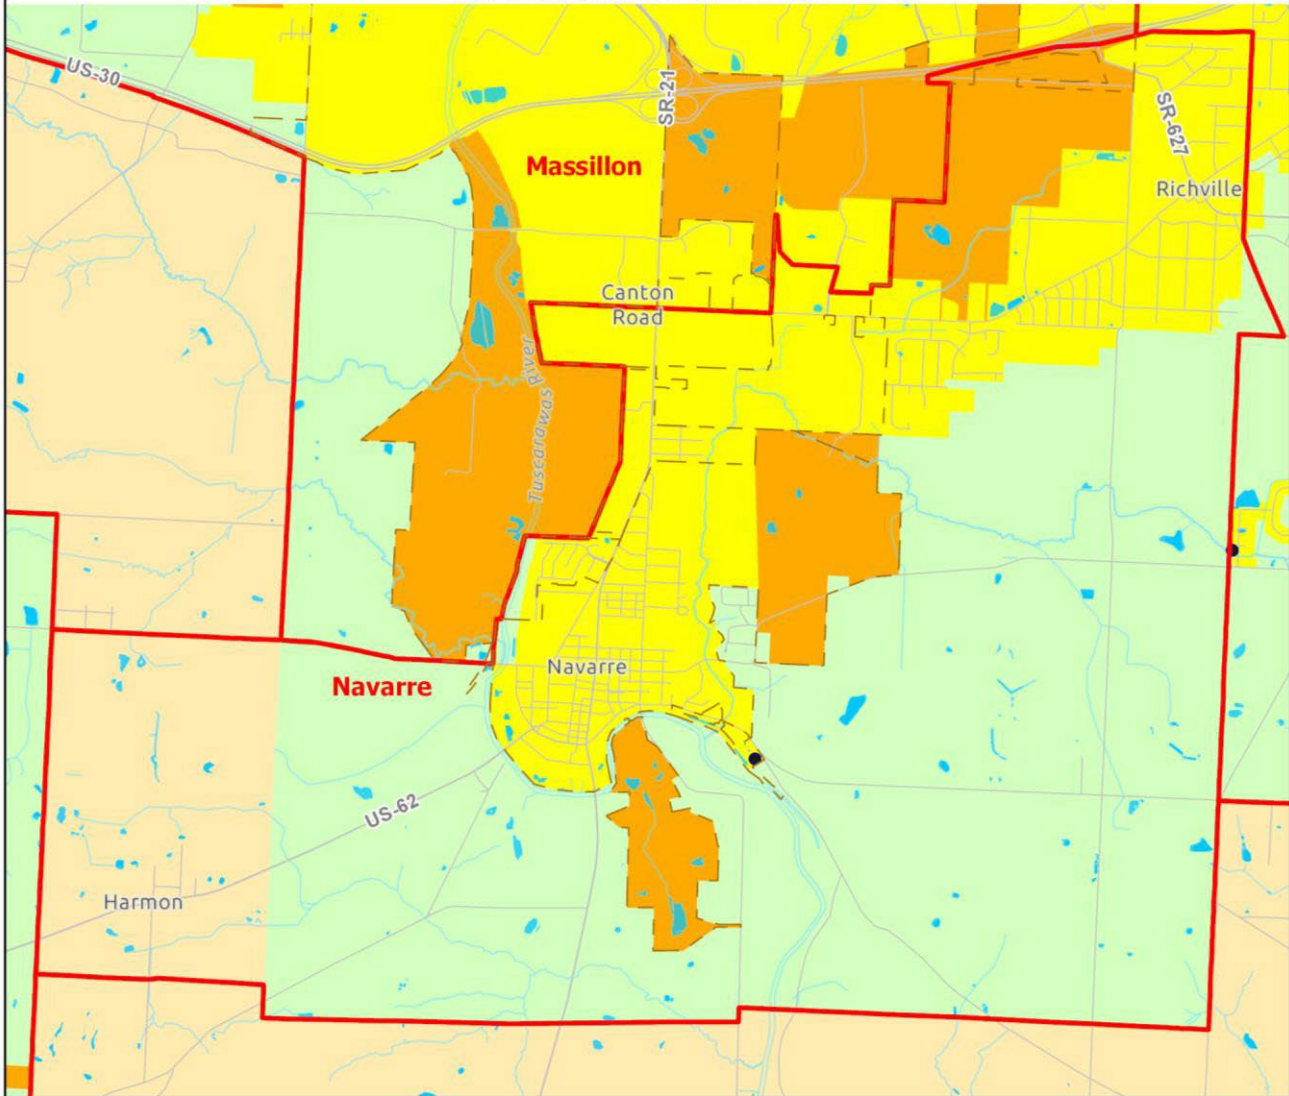 US-30
SR-21
SR-627
Massillon
Richville
Canton
Road
Tuscarawas River
Navarre
Navarre
US-62
Harmon